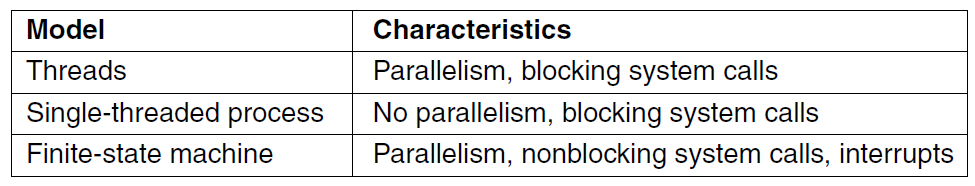 Model Characteristics
Threads Parallelism, blocking system calls
Single-threaded process No parallelism, blocking system calls
Finite-state machine Parallelism, nonblocking system calls, interrupts